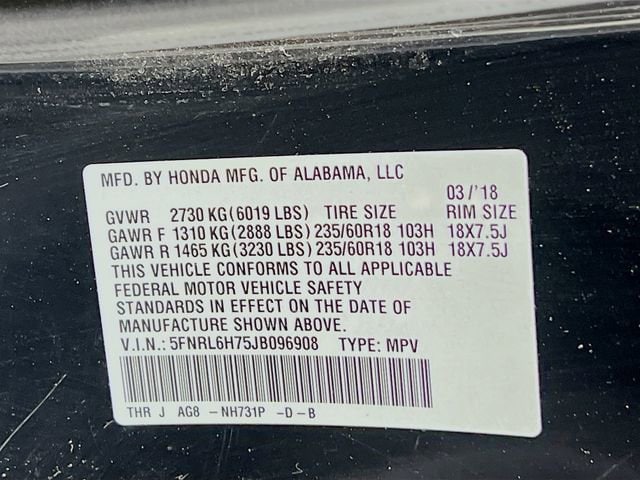 MFD. BY HONDA MFG. OF ALABAMA, LLC
03/'18
GVWR 2730 KG (6019 LBS) TIRE SIZE RIM SIZE
GAWR F 1310 KG (2888 LBS) 235/60R18 103H 18X7.5J
GAWR R 1465 KG (3230 LBS) 235/60R18 103H 18X7.5J
THIS VEHICLE CONFORMS TO ALL APPLICABLE
FEDERAL MOTOR VEHICLE SAFETY
STANDARDS IN EFFECT ON THE DATE OF
MANUFACTURE SHOWN ABOVE.
V.I.N.: 5FNRL6H75JB096908 TYPE: MPV
THR J AG8 -NH731P -D-B